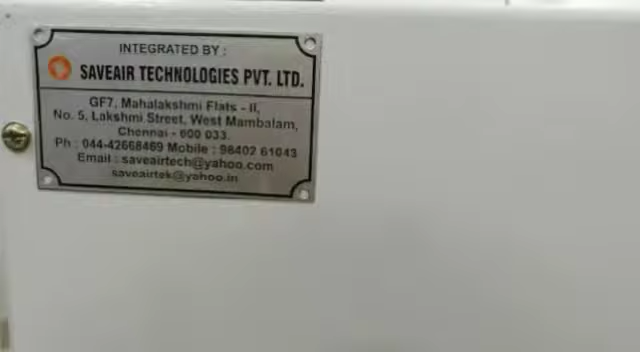 INTEGRATED BY :
SAVEAIR TECHNOLOGIES PVT. LTD.
GF7, Mahalakshmi Flats - II,
No. 5, Lakshmi Street, West Mambalam,
Chennai - 600 033.
Ph : 044-42668469 Mobile : 98402 61043
Email : saveairtech@yahoo.com
saveairtek@yahoo.in